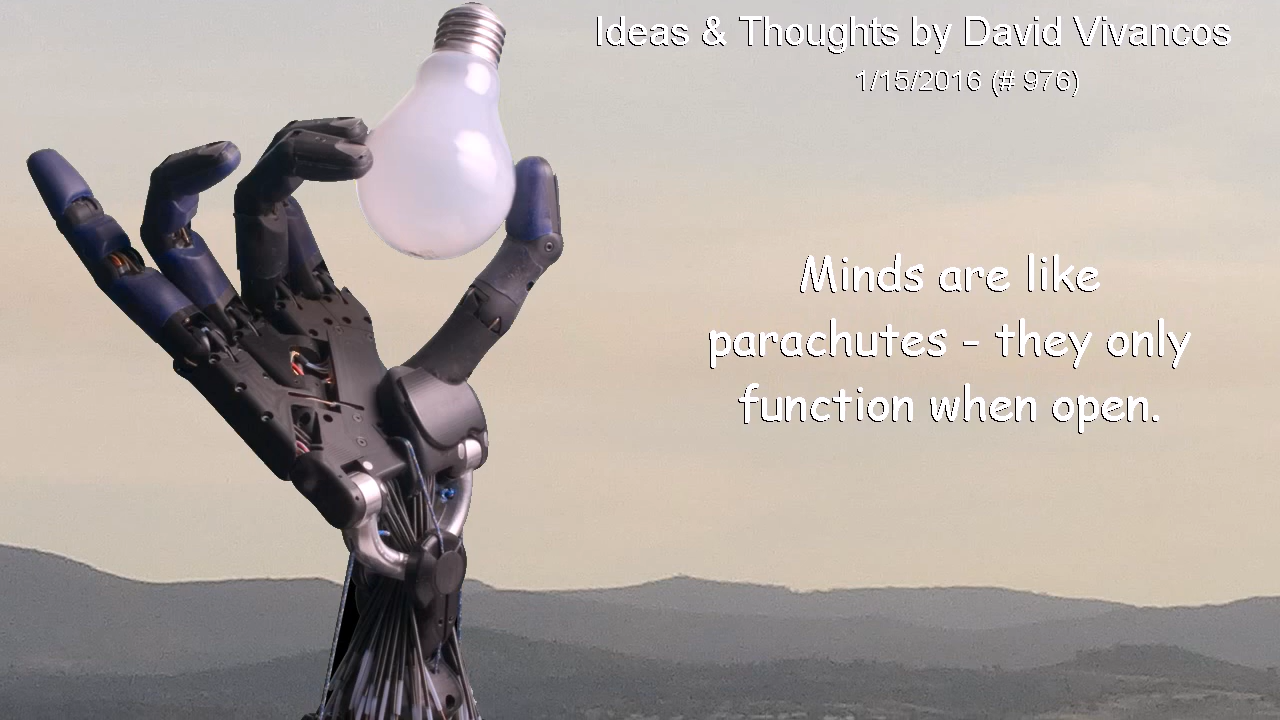 Ideas & Thoughts by David Vivancos
1/15/2016 (# 976)
Minds are like
parachutes - they only
function when open.